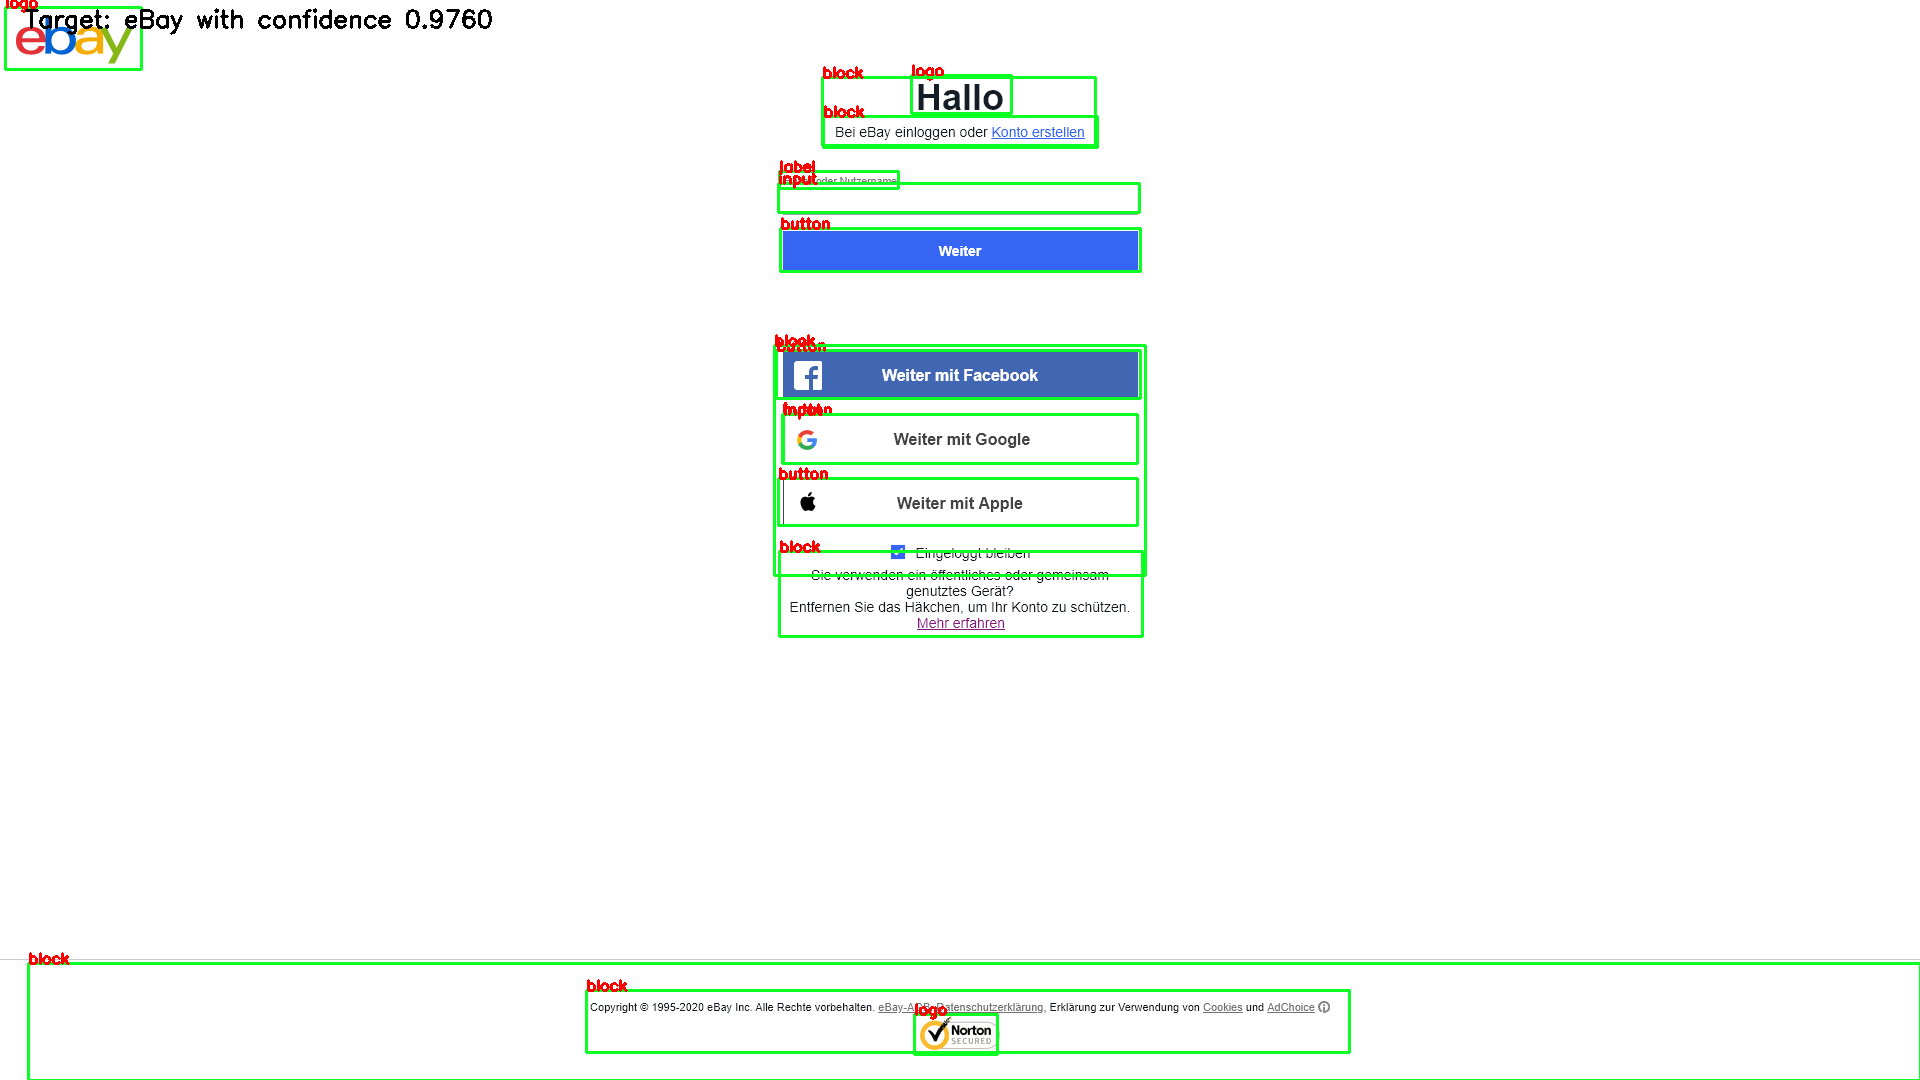 logo
Target: eBay with confidence 0.9760
ebay
block
logo
Hallo
block
Bei eBay einloggen oder Konto erstellen
label
input
oder Nutzername
button
Weiter
block
button
Weiter mit Facebook
input
button
Weiter mit Google
button
Weiter mit Apple
block
Eingeloggt bleiben
Sie verwenden ein öffentliches oder gemeinsam
genutztes Gerät?
Entfernen Sie das Häkchen, um Ihr Konto zu schützen.
Mehr erfahren
block
block
Copyright © 1995-2020 eBay Inc. Alle Rechte vorbehalten. eBay-AGB, Datenschutzerklärung, Erklärung zur Verwendung von Cookies und AdChoice
logo
Norton
SECURED